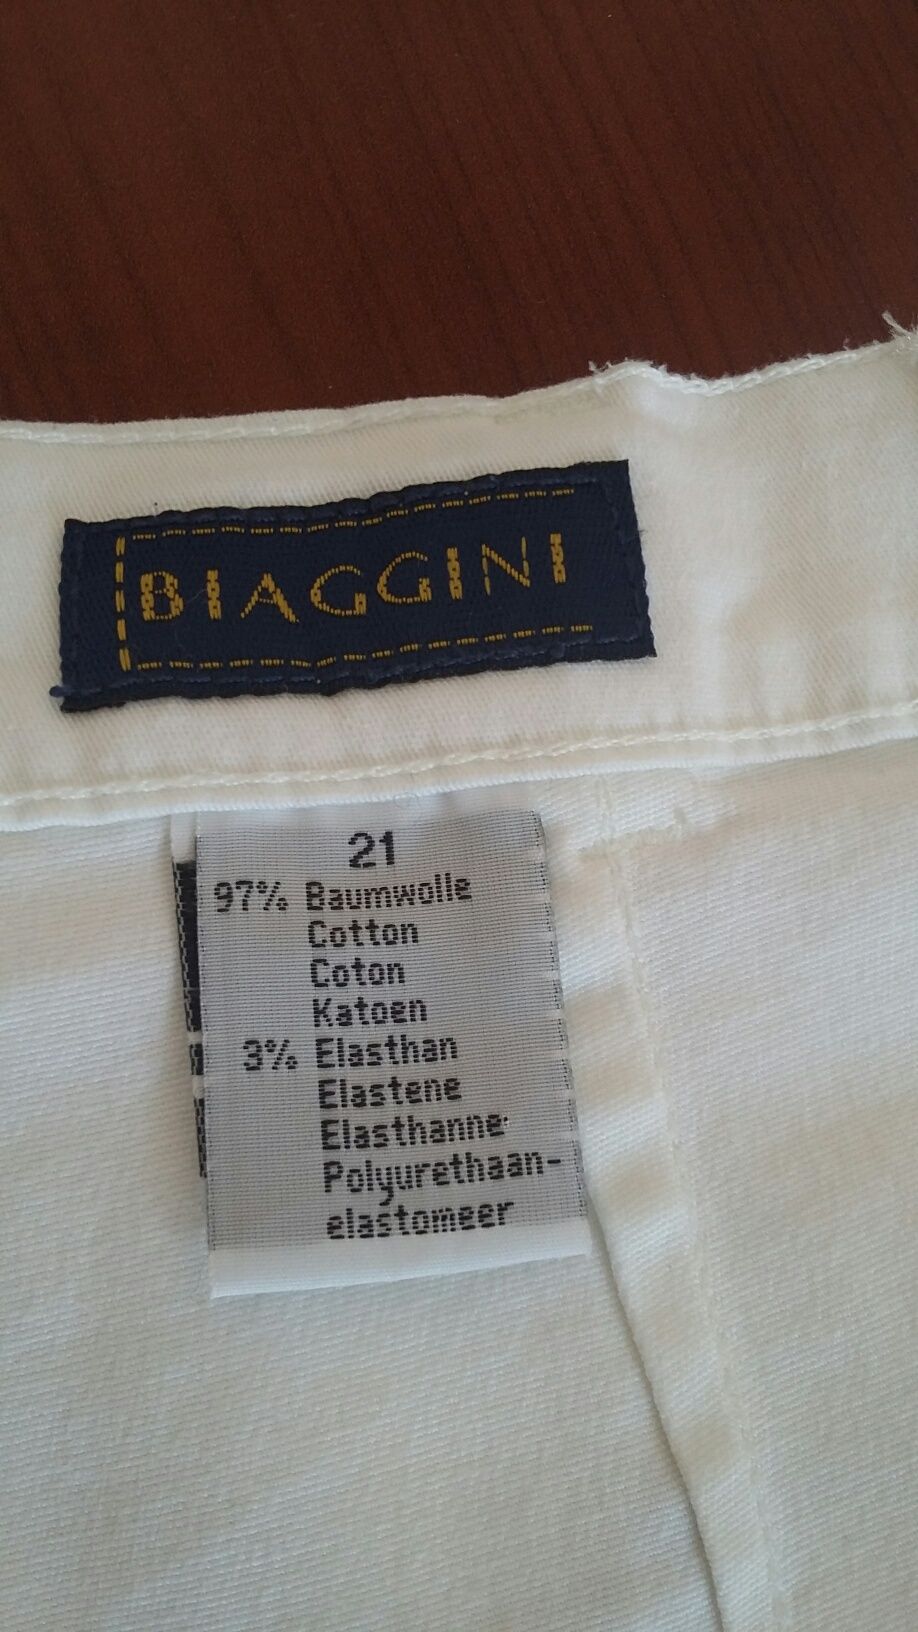 BIAGGINI
21
97% Baumwolle
Cotton
Coton
Katoen
3% Elasthan
Elastene
Elasthanne
Polyurethaan-
elastomeer